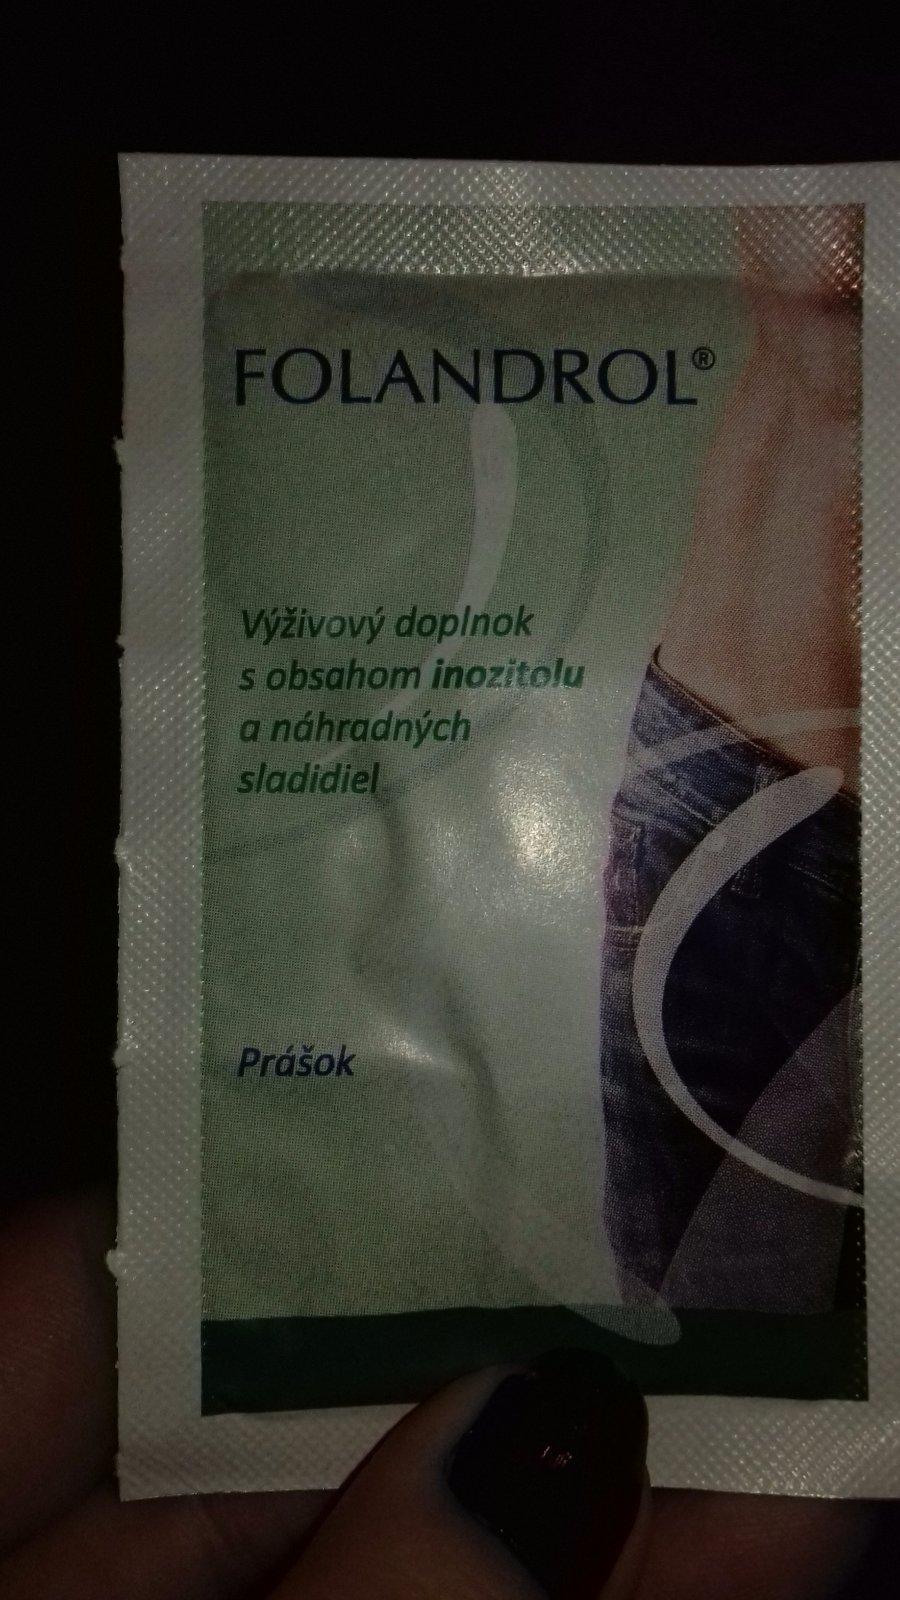 FOLANDROL®
Výživový doplnok
s obsahom inozitolu
a náhradných
sladidiel
Prášok